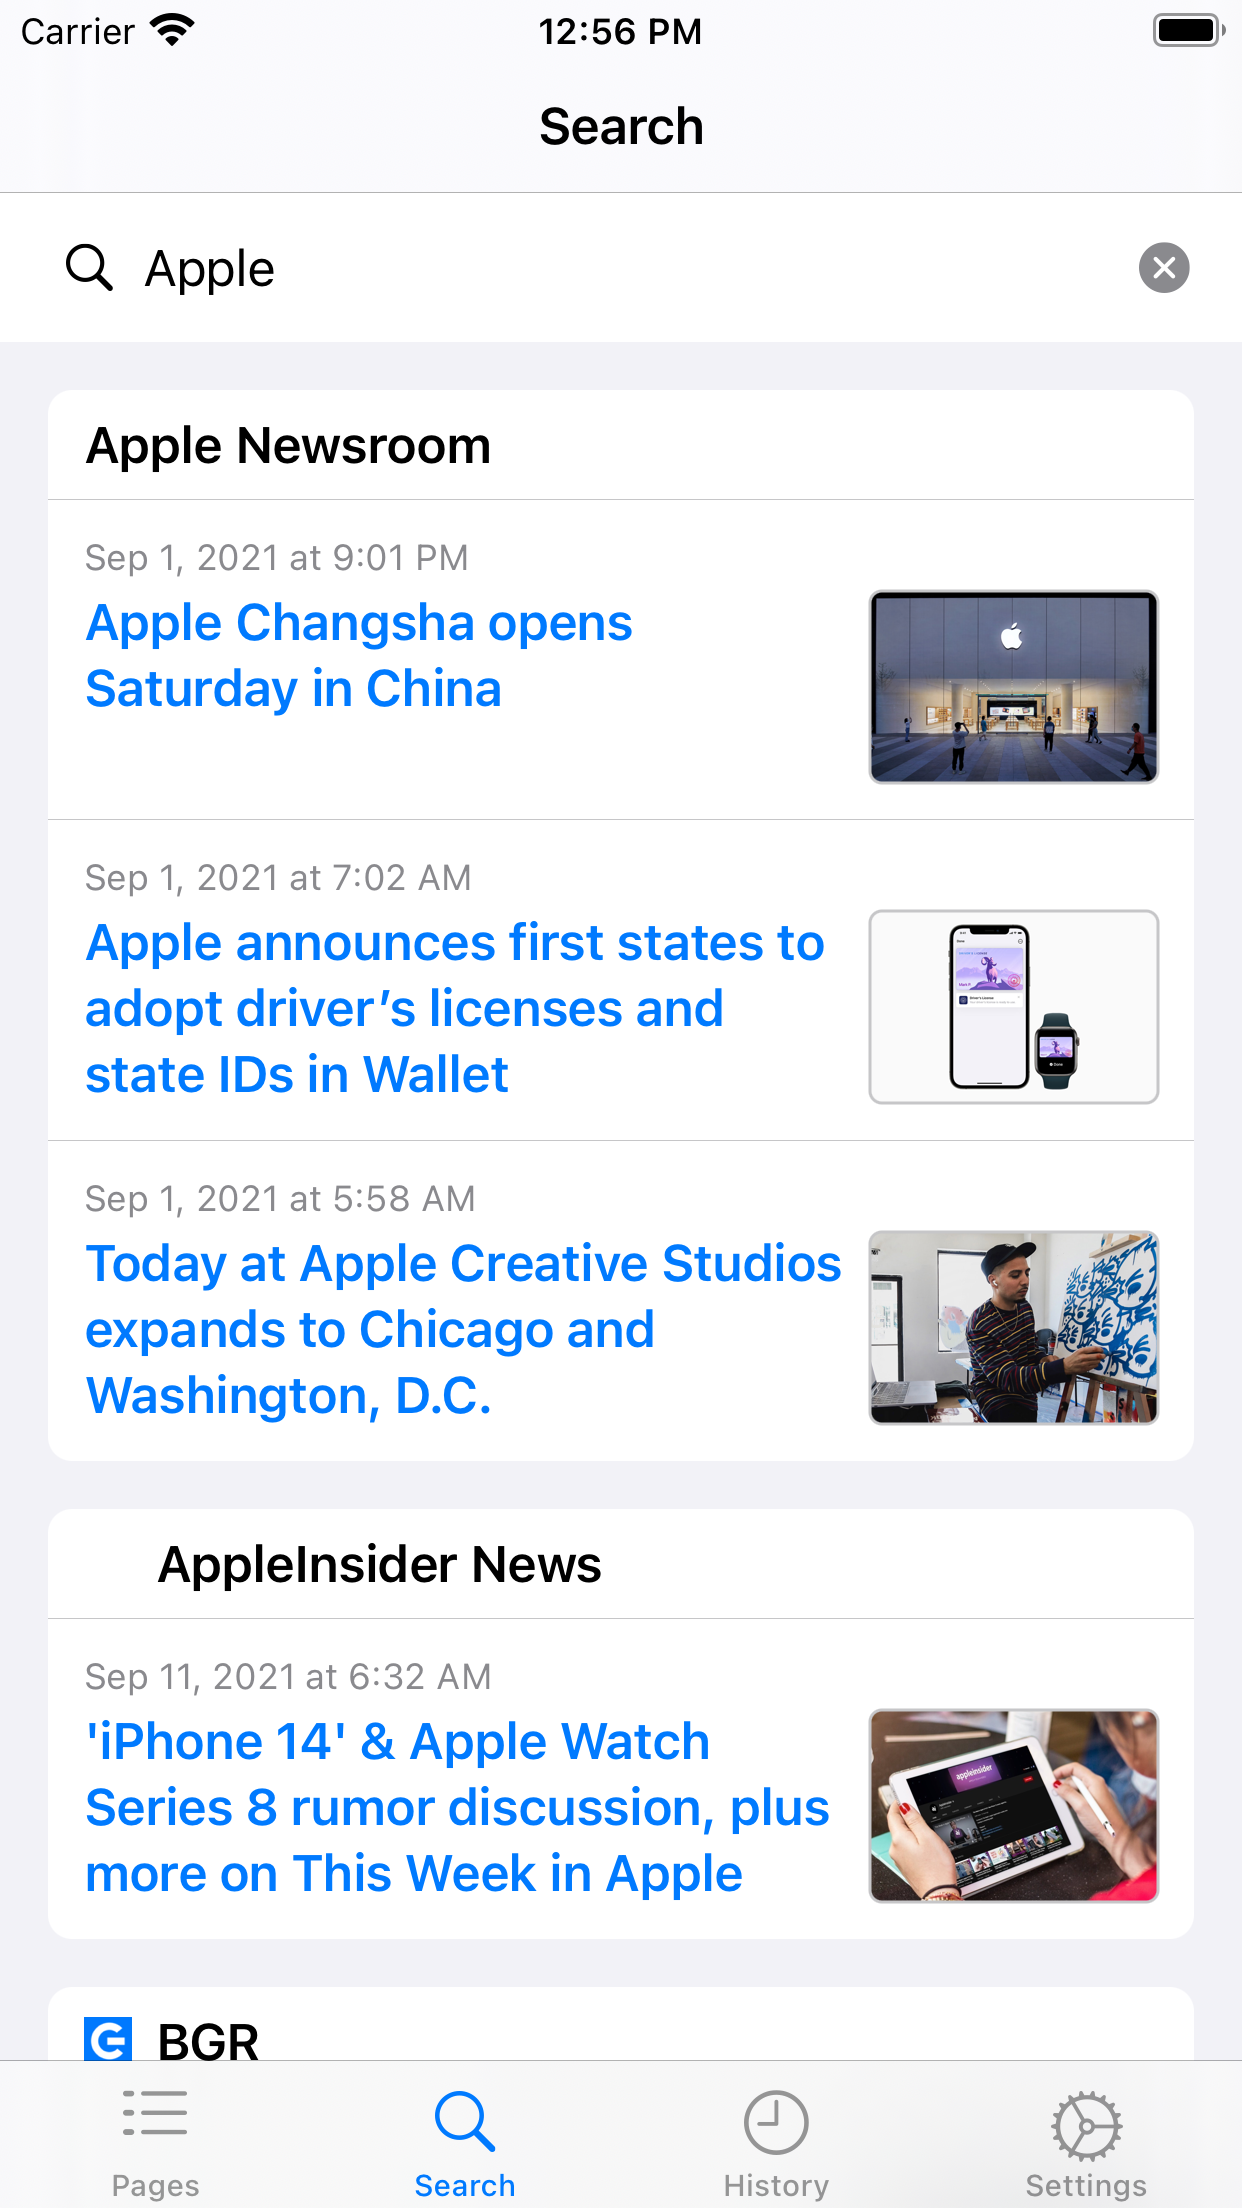 Carrier 12:56 PM
Search
Apple
Apple Newsroom
Sep 1, 2021 at 9:01 PM
Apple Changsha opens
Saturday in China
Sep 1, 2021 at 7:02 AM
Apple announces first states to
adopt driver’s licenses and
state IDs in Wallet
Sep 1, 2021 at 5:58 AM
Today at Apple Creative Studios
expands to Chicago and
Washington, D.C.
AppleInsider News
Sep 11, 2021 at 6:32 AM
'iPhone 14' & Apple Watch
Series 8 rumor discussion, plus
more on This Week in Apple
appleinsider
BGR
Pages Search History Settings